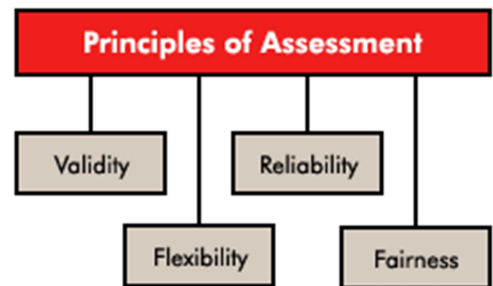 Principles of Assessment
Validity
Reliability
Flexibility
Fairness